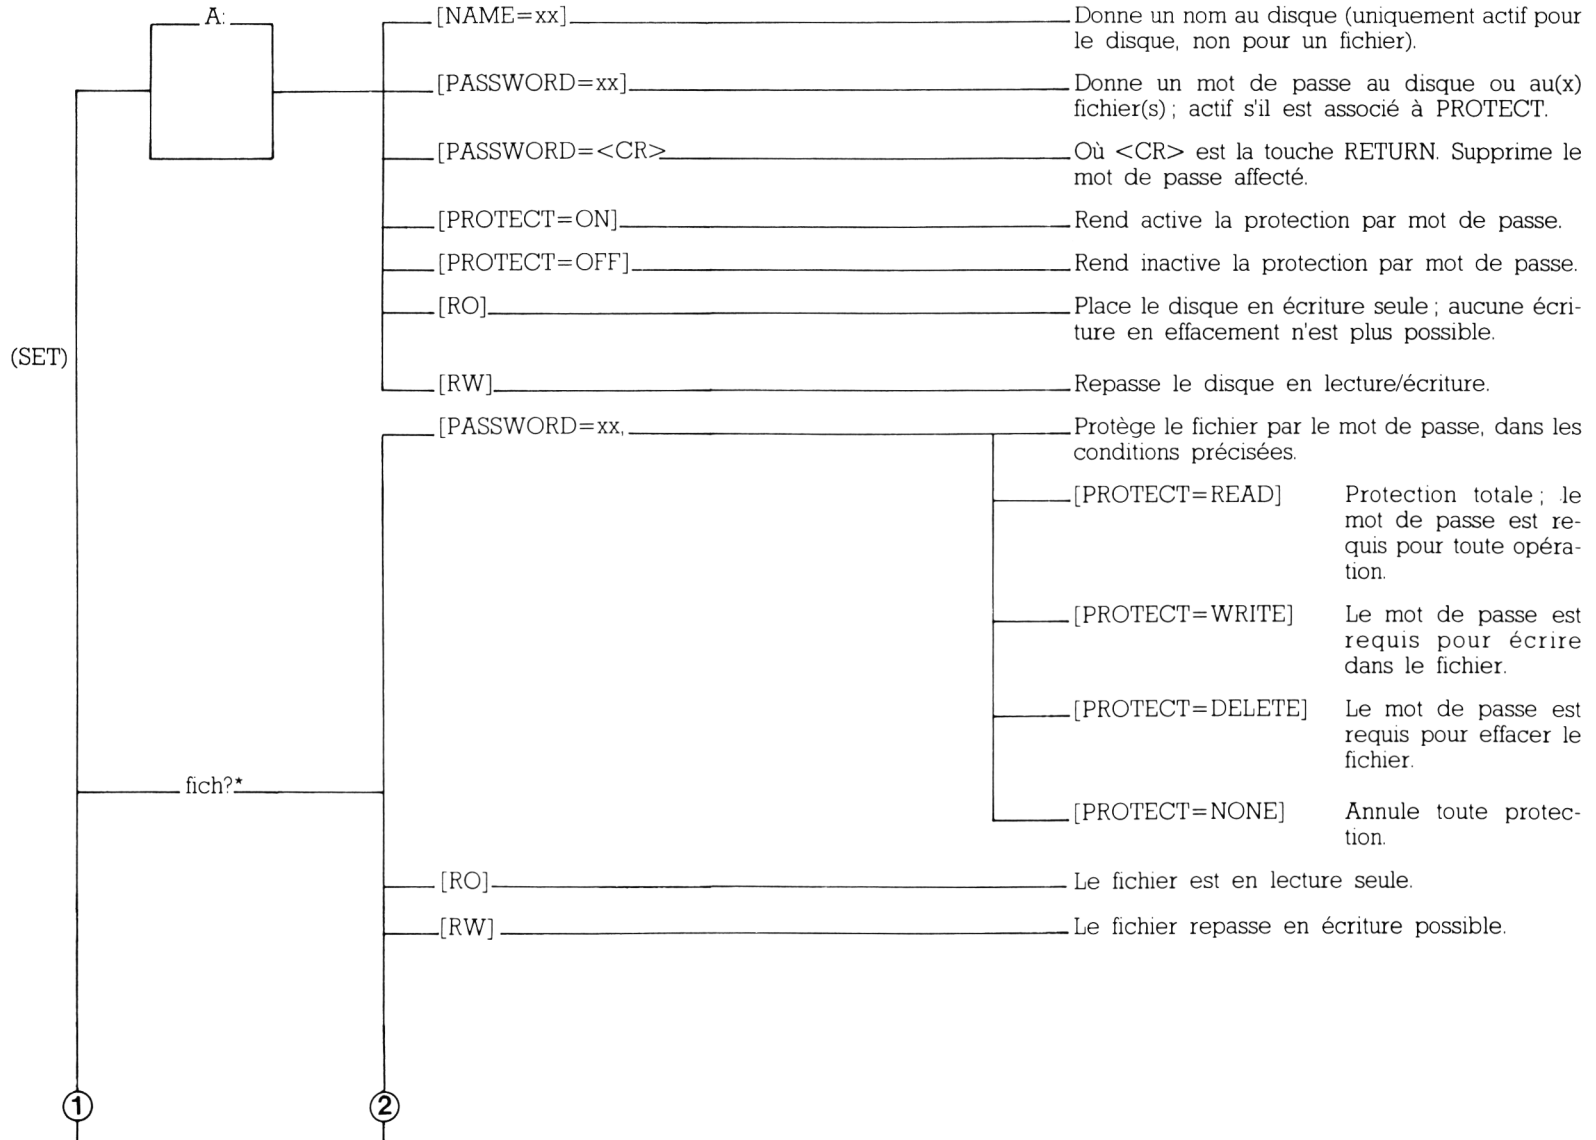 A:
[NAME=xx]
Donne un nom au disque (uniquement actif pour
le disque, non pour un fichier).
[PASSWORD=xx]
Donne un mot de passe au disque ou au(x)
fichier(s) ; actif s'il est associé à PROTECT.
[PASSWORD=<CR>
Où <CR> est la touche RETURN. Supprime le
mot de passe affecté.
[PROTECT=ON]
Rend active la protection par mot de passe.
[PROTECT=OFF]
Rend inactive la protection par mot de passe.
[RO]
Place le disque en écriture seule ; aucune écri-
ture en effacement n'est plus possible.
(SET)
[RW]
Repasse le disque en lecture/écriture.
[PASSWORD=xx,
Protège le fichier par le mot de passe, dans les
conditions précisées.
[PROTECT=READ]
Protection totale ; le
mot de passe est re-
quis pour toute opéra-
tion.
[PROTECT=WRITE]
Le mot de passe est
requis pour écrire
dans le fichier.
[PROTECT=DELETE]
Le mot de passe est
requis pour effacer le
fichier.
fich?*
[PROTECT=NONE]
Annule toute protec-
tion.
[RO]
Le fichier est en lecture seule.
[RW]
Le fichier repasse en écriture possible.
1
2